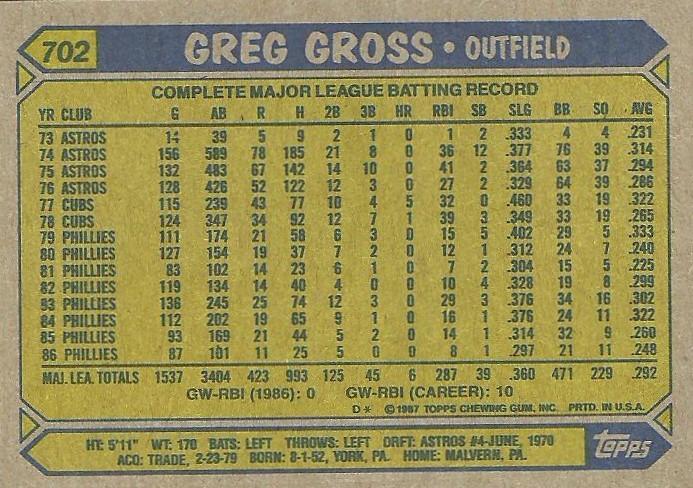 702 GREG GROSS • OUTFIELD
COMPLETE MAJOR LEAGUE BATTING RECORD
YR CLUB G AB R H 2B 3B HR RBI SB SLG BB SO AVG
73 ASTROS 14 39 5 9 2 1 0 1 2 .333 4 4 .231
74 ASTROS 156 589 78 185 21 8 0 36 12 .377 76 39 .314
75 ASTROS 132 483 67 142 14 10 0 41 2 .364 63 37 .294
76 ASTROS 128 426 52 122 12 3 0 27 2 .329 64 39 .286
77 CUBS 115 239 43 77 10 4 5 32 0 .460 33 19 .322
78 CUBS 124 347 34 92 12 7 1 39 3 .349 33 19 .265
79 PHILLIES 111 174 21 58 6 3 0 15 5 .402 29 5 .333
80 PHILLIES 127 154 19 37 7 2 0 12 1 .312 24 7 .240
81 PHILLIES 83 102 14 23 6 1 0 7 2 .304 15 5 .225
82 PHILLIES 119 134 14 40 4 0 0 10 4 .328 19 8 .299
83 PHILLIES 136 245 25 74 12 3 0 29 3 .376 34 16 .302
84 PHILLIES 112 202 19 65 9 1 0 16 1 .376 24 11 .322
85 PHILLIES 93 169 21 44 5 2 0 14 1 .314 32 9 .260
86 PHILLIES 87 101 11 25 5 0 0 8 1 .297 21 11 .248
MAJ. LEA. TOTALS 1537 3404 423 993 125 45 6 287 39 .360 471 229 .292
GW-RBI (1986): 0 GW-RBI (CAREER): 10
D* © 1987 TOPPS CHEWING GUM, INC. PRTD. IN U.S.A.
HT: 5'11" WT: 170 BATS: LEFT THROWS: LEFT DRFT: ASTROS #4-JUNE, 1970
ACQ: TRADE, 2-23-79 BORN: 8-1-52, YORK, PA. HOME: MALVERN, PA.
TOPPS